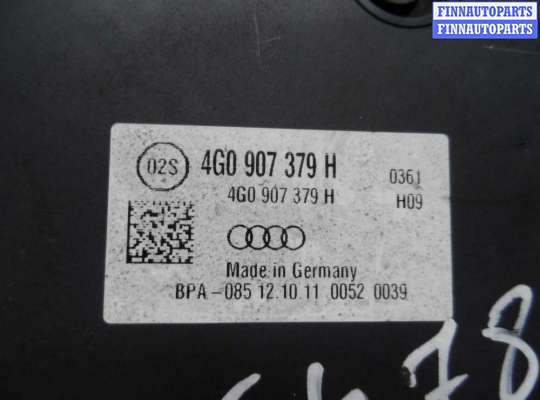 FINNAUTOPARTS
FINNAUTOPARTS
02S 4G0 907 379 H 0361
4G0 907 379 H H09
Made in Germany
BPA-085 12.10.11 0052 0039
478